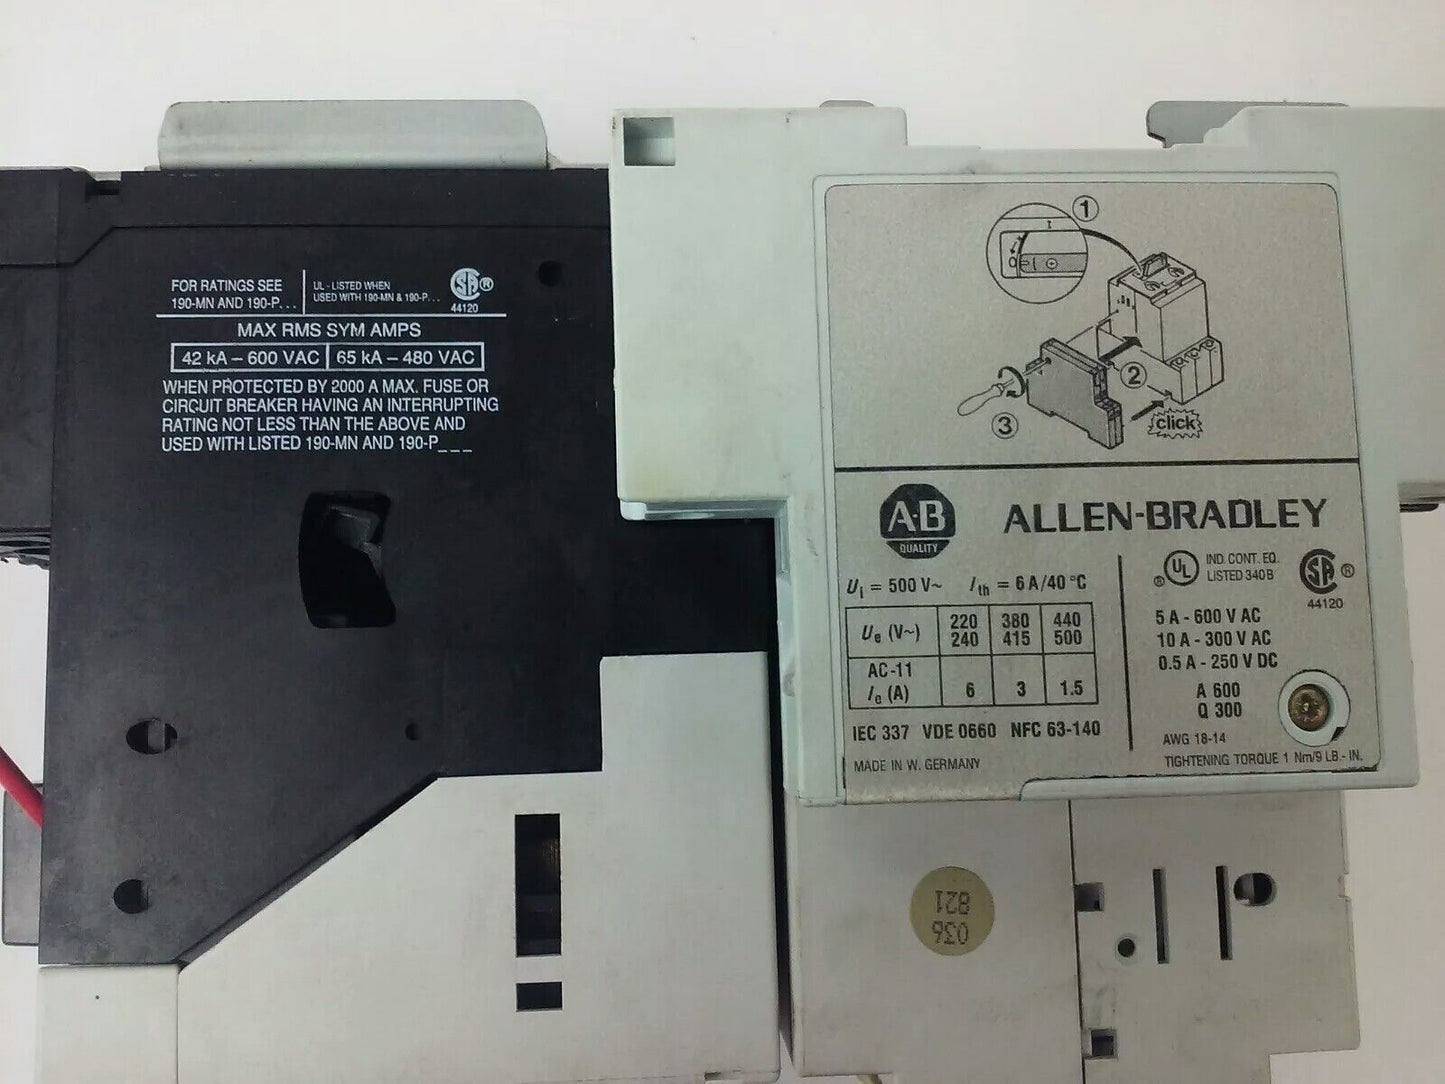 FOR RATINGS SEE
190-MN AND 190-P...
UL - LISTED WHEN
USED WITH 190-MN & 190-P...
SA ®
44120
MAX RMS SYM AMPS
42 kA – 600 VAC 65 kA – 480 VAC
WHEN PROTECTED BY 2000 A MAX. FUSE OR
CIRCUIT BREAKER HAVING AN INTERRUPTING
RATING NOT LESS THAN THE ABOVE AND
USED WITH LISTED 190-MN AND 190-P_ _ _
1
I
O
2
3
click
A-B
QUALITY
ALLEN-BRADLEY
Ui = 500 V~ Ith = 6 A/40 °C
Ue (V~) 220 240 380 415 440 500
AC-11
Ie (A) 6 3 1.5
IEC 337 VDE 0660 NFC 63-140
MADE IN W. GERMANY
® UL
IND. CONT. EQ.
LISTED 340 B
SA ®
44120
5 A - 600 V AC
10 A - 300 V AC
0.5 A - 250 V DC
A 600
Q 300
AWG 18-14
TIGHTENING TORQUE 1 Nm/9 LB.- IN.
036
821